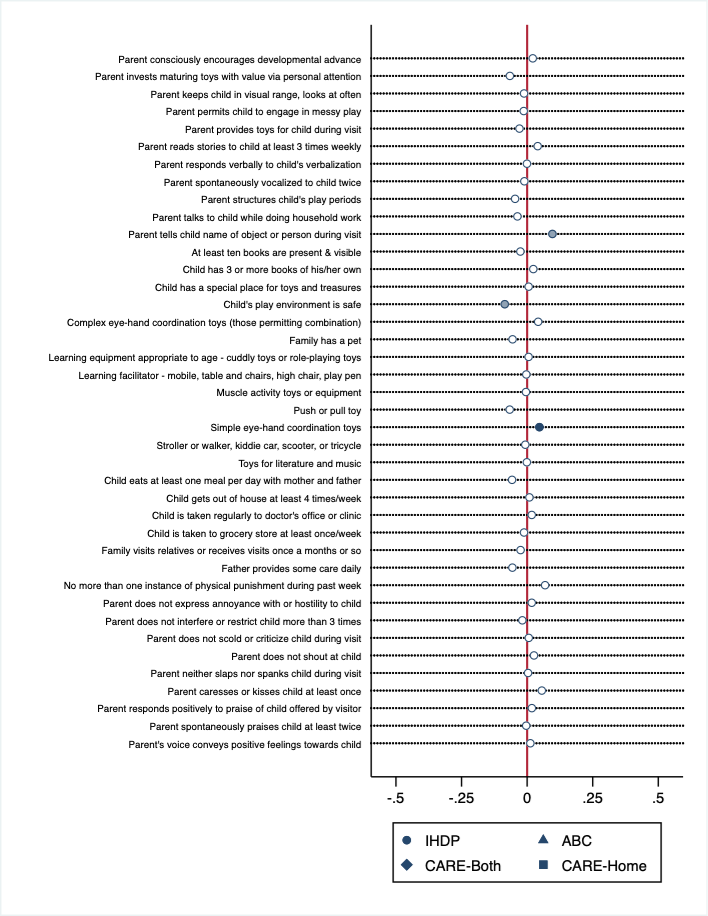 Parent consciously encourages developmental advance
Parent invests maturing toys with value via personal attention
Parent keeps child in visual range, looks at often
Parent permits child to engage in messy play
Parent provides toys for child during visit
Parent reads stories to child at least 3 times weekly
Parent responds verbally to child's verbalization
Parent spontaneously vocalized to child twice
Parent structures child's play periods
Parent talks to child while doing household work
Parent tells child name of object or person during visit
At least ten books are present & visible
Child has 3 or more books of his/her own
Child has a special place for toys and treasures
Child's play environment is safe
Complex eye-hand coordination toys (those permitting combination)
Family has a pet
Learning equipment appropriate to age - cuddly toys or role-playing toys
Learning facilitator - mobile, table and chairs, high chair, play pen
Muscle activity toys or equipment
Push or pull toy
Simple eye-hand coordination toys
Stroller or walker, kiddie car, scooter, or tricycle
Toys for literature and music
Child eats at least one meal per day with mother and father
Child gets out of house at least 4 times/week
Child is taken regularly to doctor's office or clinic
Child is taken to grocery store at least once/week
Family visits relatives or receives visits once a months or so
Father provides some care daily
No more than one instance of physical punishment during past week
Parent does not express annoyance with or hostility to child
Parent does not interfere or restrict child more than 3 times
Parent does not scold or criticize child during visit
Parent does not shout at child
Parent neither slaps nor spanks child during visit
Parent caresses or kisses child at least once
Parent responds positively to praise of child offered by visitor
Parent spontaneously praises child at least twice
Parent's voice conveys positive feelings towards child
-.5 -.25 0 .25 .5
IHDP ABC
CARE-Both CARE-Home